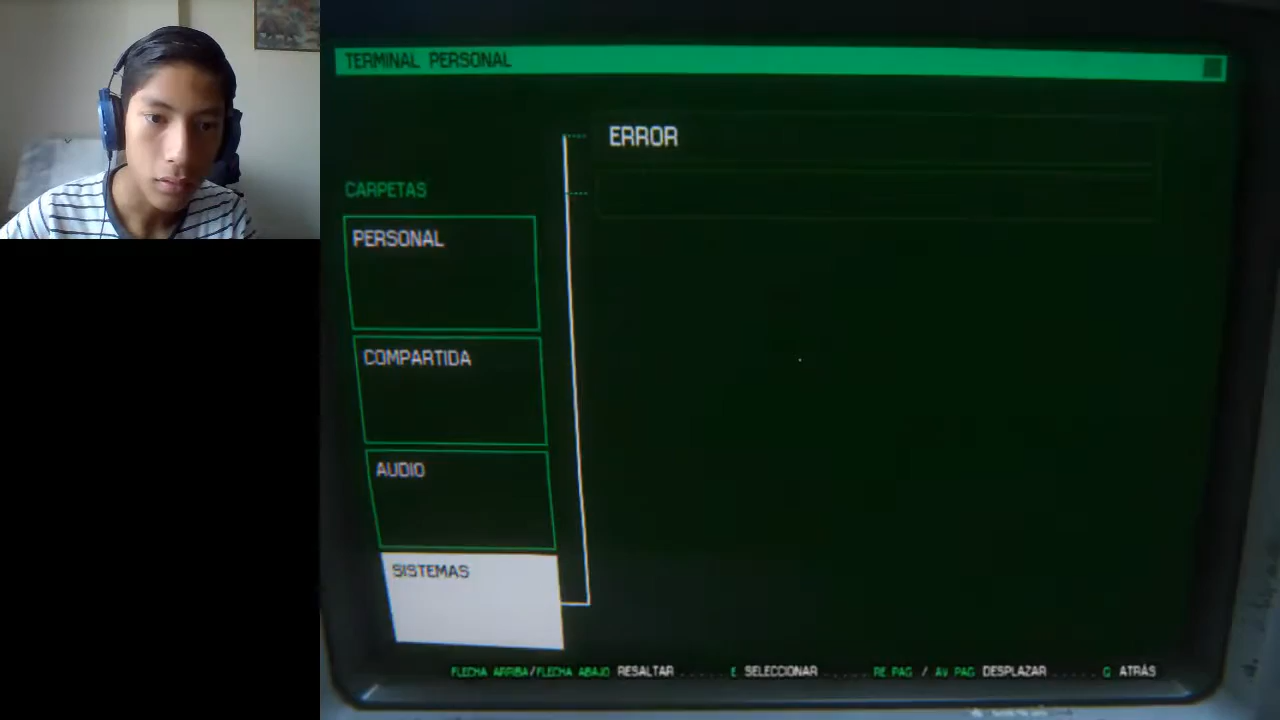 TERMINAL PERSONAL
ERROR
CARPETAS
PERSONAL
COMPARTIDA
AUDIO
SISTEMAS
FLECHA ARRIBA/FLECHA ABAJO RESALTAR ..... E SELECCIONAR ..... RE PAG / AV PAG DESPLAZAR ..... Q ATRÁS